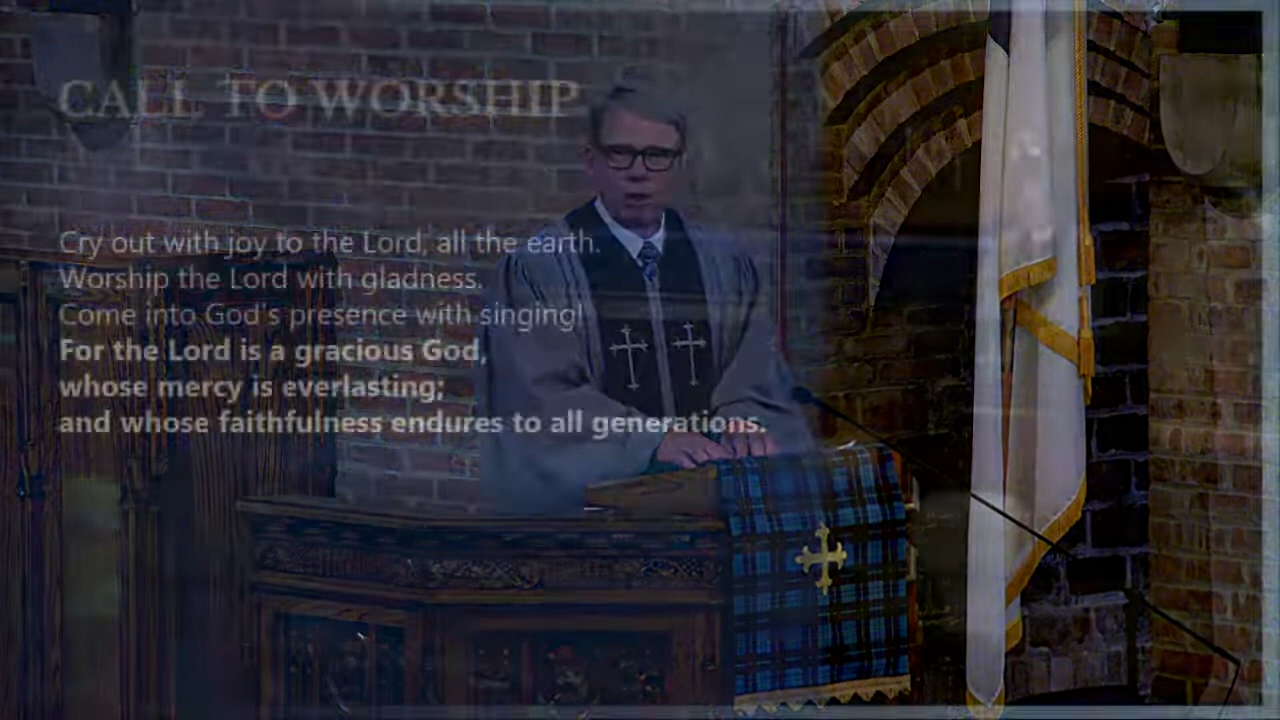 CALL TO WORSHIP
Cry out with joy to the Lord, all the earth.
Worship the Lord with gladness.
Come into God's presence with singing!
For the Lord is a gracious God,
whose mercy is everlasting;
and whose faithfulness endures to all generations.